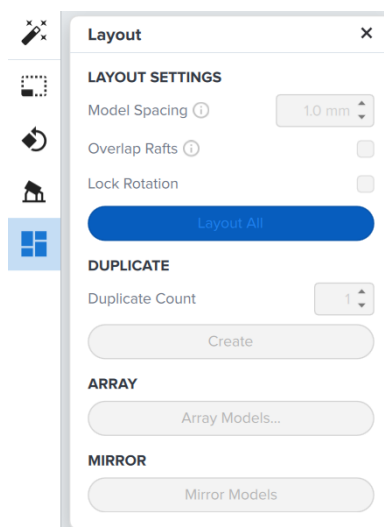 Layout
LAYOUT SETTINGS
Model Spacing
1.0 mm
Overlap Rafts
Lock Rotation
Layout All
DUPLICATE
Duplicate Count
1
Create
ARRAY
Array Models...
MIRROR
Mirror Models